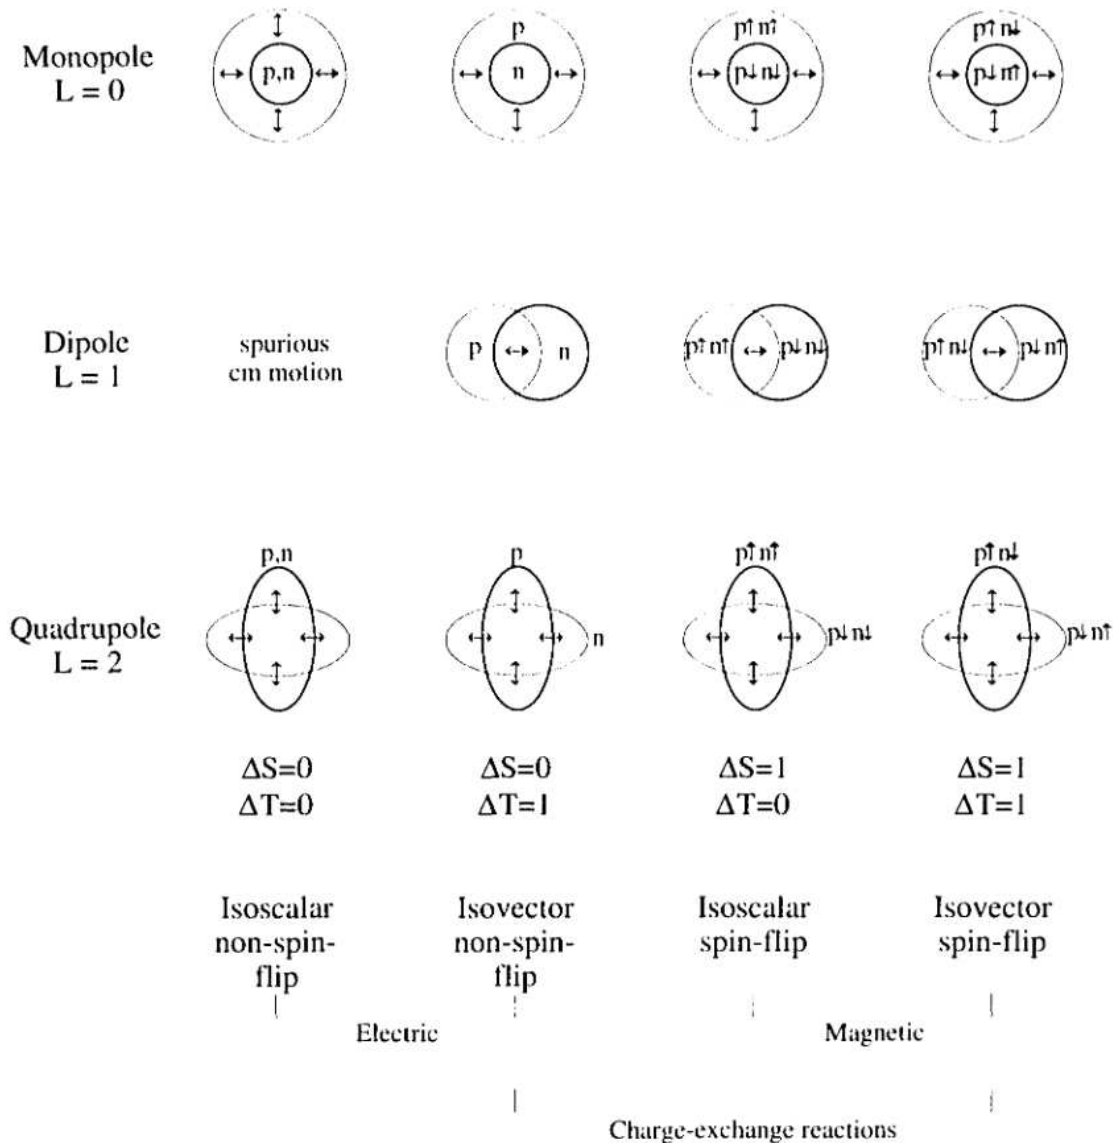 Monopole
L = 0
p,n
p
n
p↑ n↑
p↓ n↓
p↑ n↓
p↓ n↑
Dipole
L = 1
spurious
cm motion
p
n
p↑ n↑
p↓ n↓
p↑ n↓
p↓ n↑
Quadrupole
L = 2
p,n
p
n
p↑ n↑
p↓ n↓
p↑ n↓
p↓ n↑
ΔS=0
ΔT=0
ΔS=0
ΔT=1
ΔS=1
ΔT=0
ΔS=1
ΔT=1
Isoscalar
non-spin-
flip
Isovector
non-spin-
flip
Isoscalar
spin-flip
Isovector
spin-flip
Electric
Magnetic
Charge-exchange reactions